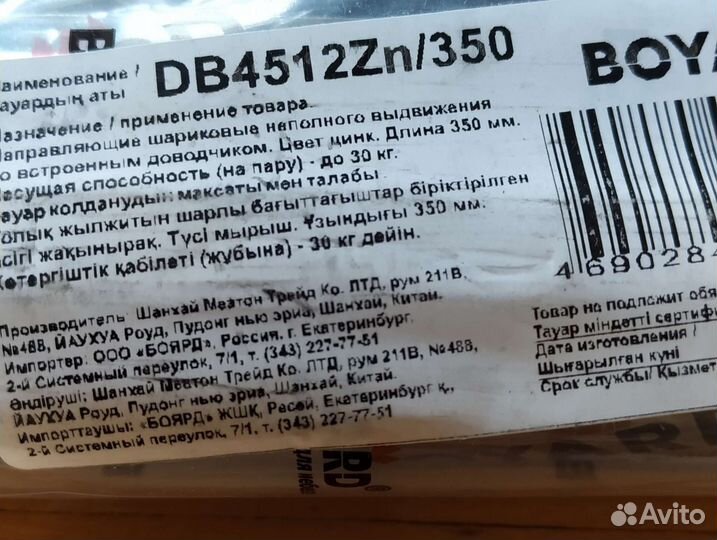 аименование /
ауардың аты
DB4512Zn/350
BOYA
азначение / применение товара
аправляющие шариковые неполного выдвижения
о встроенным доводчиком. Цвет цинк. Длина 350 мм.
есущая способность (на пару) - до 30 кг.
ауар колданудың мақсаты мен талабы
олық жылжитын шарлы бағыттағыштар біріктірілген
есігі жақынырақ. Түсі мырыш. Ұзындығы 350 мм.
Көтергіштік қабілеті (жұбына) - 30 кг дейін.
Производитель: Шанхай Меатон Трейд Ко. ЛТД, рум 211В,
№488, ЙАУХУА Роуд, Пудонг нью эриа, Шанхай, Китай.
Импортер: ООО «БОЯРД», Россия, г. Екатеринбург,
2-й Системный переулок, 7/1, т. (343) 227-77-51
Өндіруші: Шанхай Меатон Трейд Ко. ЛТД, рум 211В, №488,
ЙАУХУА Роуд, Пудонг нью эриа, Шанхай, Китай.
Импорттаушы: «БОЯРД» ЖШК, Ресей, Екатеринбург қ.,
2-й Системный переулок, 7/1, т. (343) 227-77-51
4 690284
Товар не подлежит обя
Тауар міндетті сертифи
Дата изготовления /
Шығарылған күні
Срок службы/ Қызмет
RD®
Avito